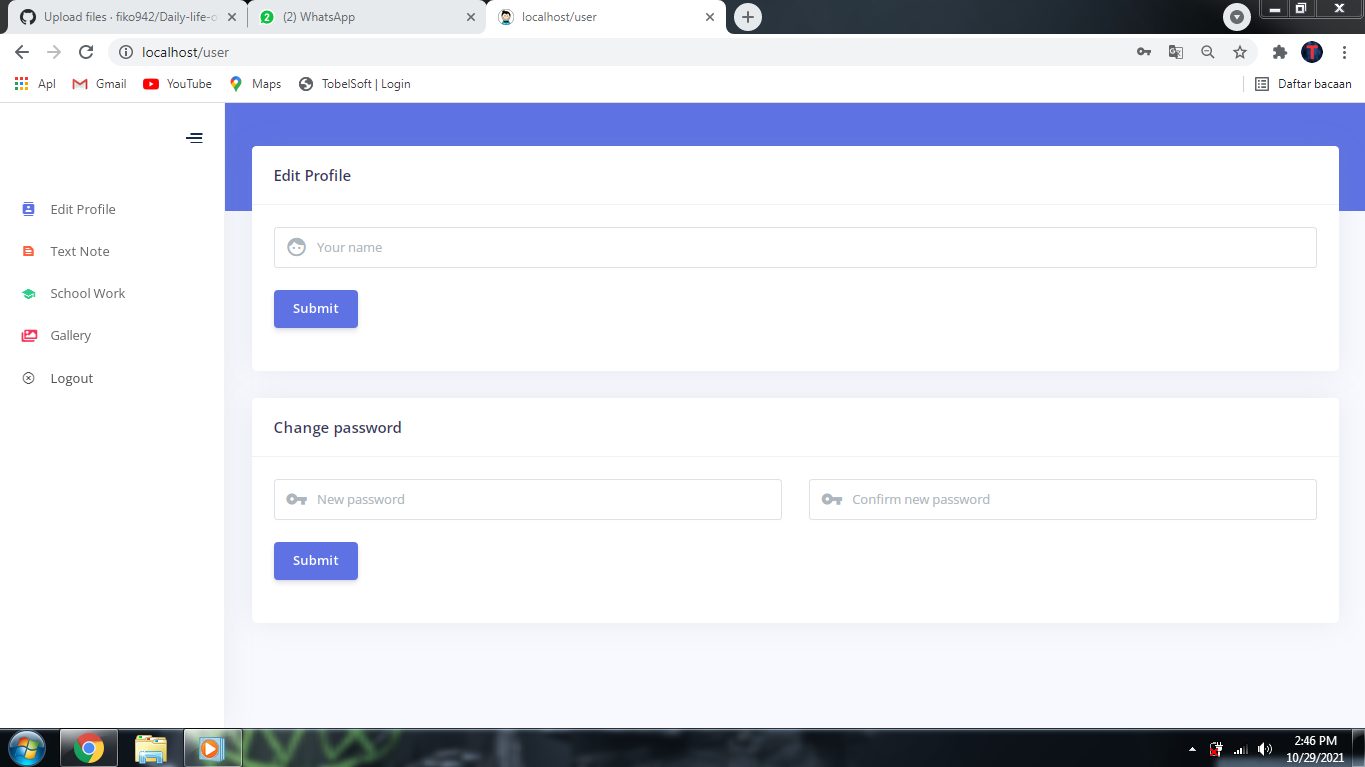 Upload files · fiko942/Daily-life-o
2
(2) WhatsApp
localhost/user
localhost/user
Apl
Gmail
YouTube
Maps
TobelSoft | Login
Daftar bacaan
Edit Profile
Text Note
School Work
Gallery
Logout
Edit Profile
Your name
Submit
Change password
New password
Confirm new password
Submit
2:46 PM
10/29/2021